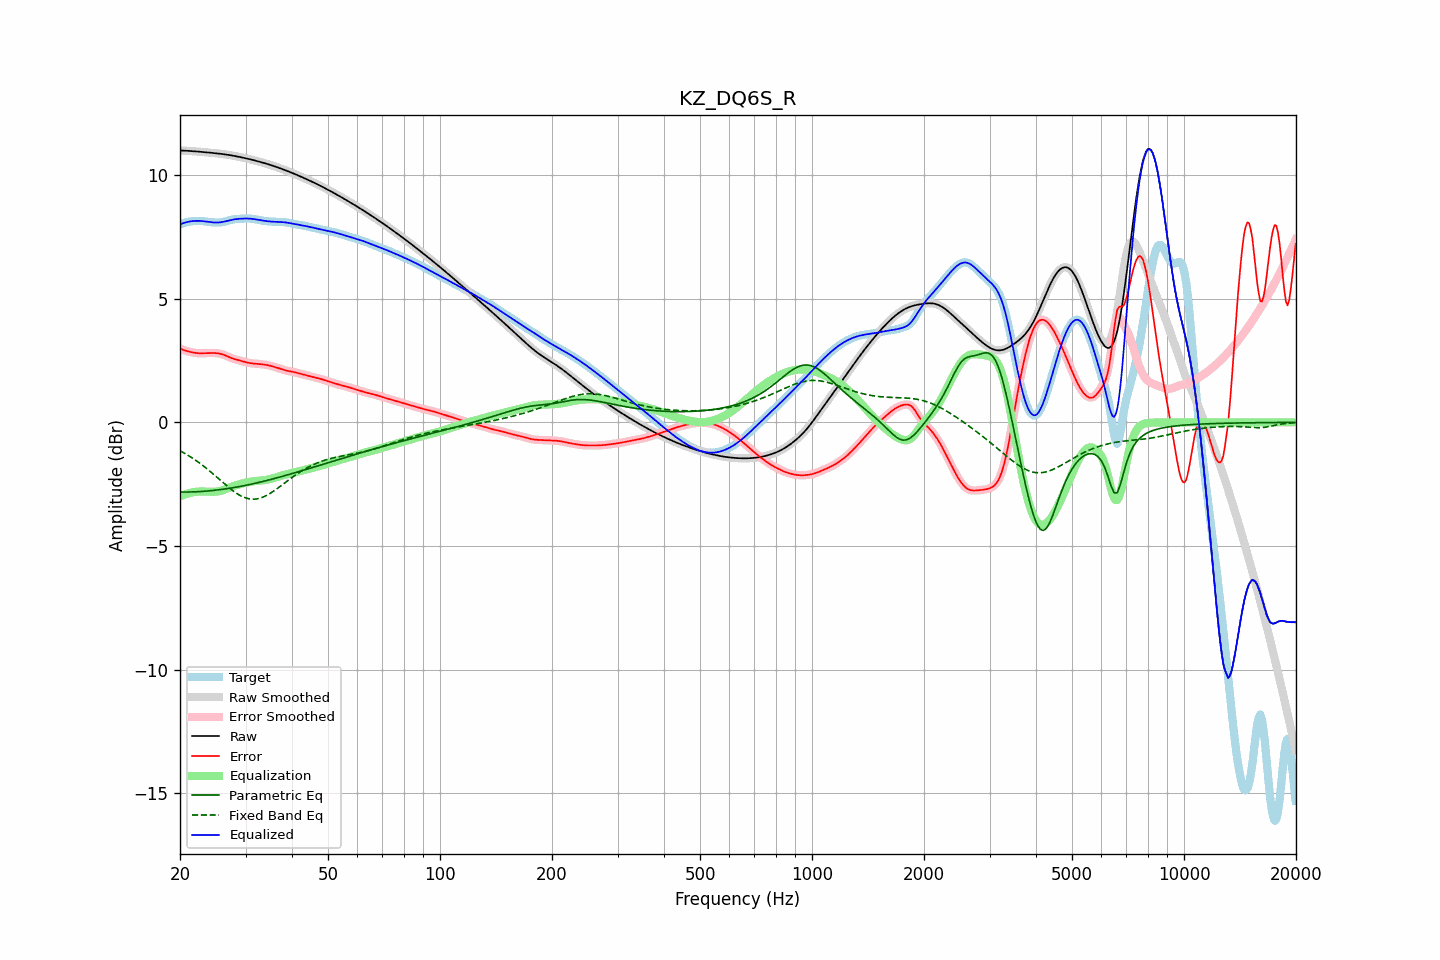 KZ_DQ6S_R
Amplitude (dBr)
10
5
0
−5
−10
−15
Target
Raw Smoothed
Error Smoothed
Raw
Error
Equalization
Parametric Eq
Fixed Band Eq
Equalized
20 50 100 200 500 1000 2000 5000 10000 20000
Frequency (Hz)